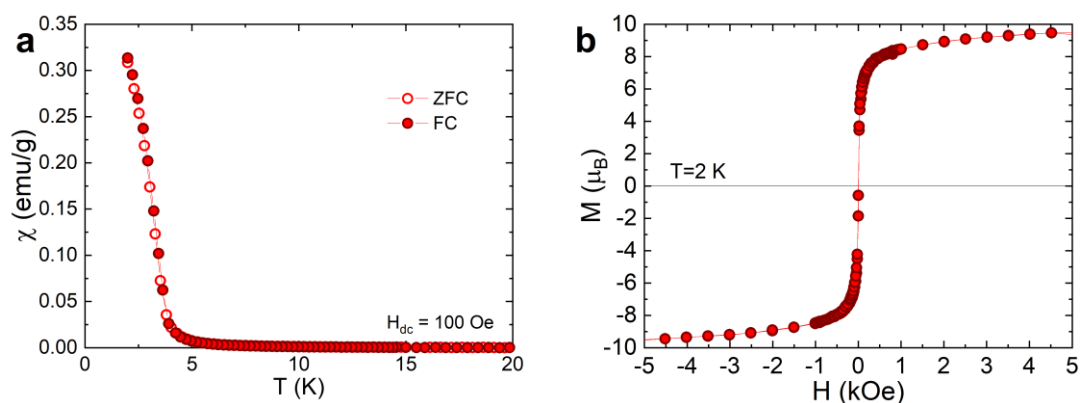 a
0.35
0.30
0.25
0.20
0.15
0.10
0.05
0.00
χ (emu/g)
ZFC
FC
H_dc = 100 Oe
0 5 10 15 20
T (K)
b
10
8
6
4
2
0
-2
-4
-6
-8
-10
M (μ_B)
T=2 K
-5 -4 -3 -2 -1 0 1 2 3 4 5
H (kOe)